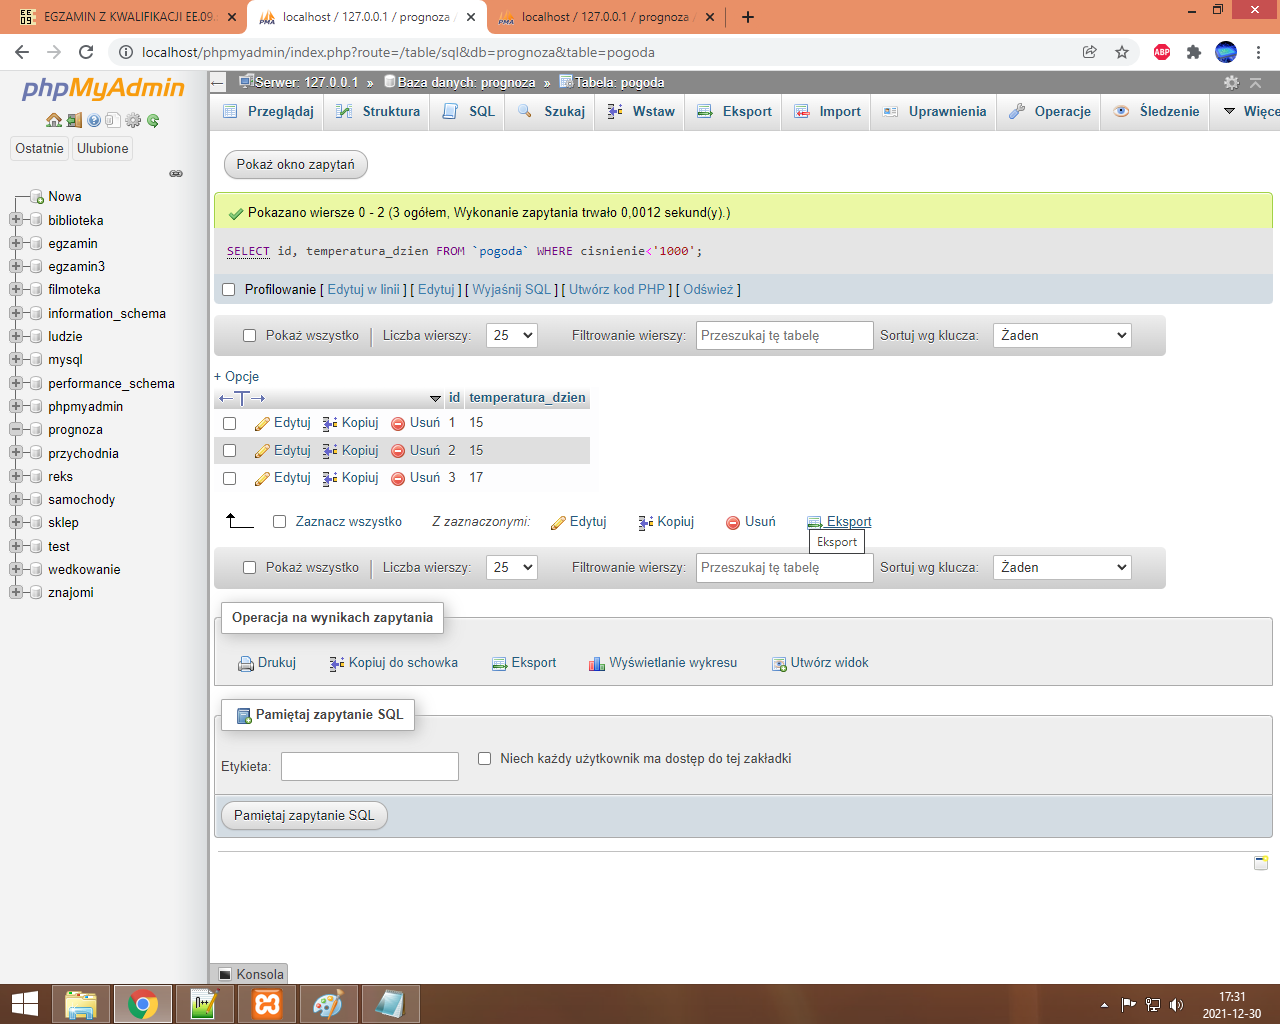 EGZAMIN Z KWALIFIKACJI EE.09
localhost / 127.0.0.1 / prognoza
localhost / 127.0.0.1 / prognoza
localhost/phpmyadmin/index.php?route=/table/sql&db=prognoza&table=pogoda
ABP
phpMyAdmin
Ostatnie Ulubione
Nowa
biblioteka
egzamin
egzamin3
filmoteka
information_schema
ludzie
mysql
performance_schema
phpmyadmin
prognoza
przychodnia
reks
samochody
sklep
test
wedkowanie
znajomi
Serwer: 127.0.0.1 » Baza danych: prognoza » Tabela: pogoda
Przeglądaj Struktura SQL Szukaj Wstaw Eksport Import Uprawnienia Operacje Śledzenie Więce
Pokaż okno zapytań
Pokazano wiersze 0 - 2 (3 ogółem, Wykonanie zapytania trwało 0,0012 sekund(y).)
SELECT id, temperatura_dzien FROM `pogoda` WHERE cisnienie<'1000';
Profilowanie [ Edytuj w linii ] [ Edytuj ] [ Wyjaśnij SQL ] [ Utwórz kod PHP ] [ Odśwież ]
Pokaż wszystko Liczba wierszy: 25 Filtrowanie wierszy: Przeszukaj tę tabelę Sortuj wg klucza: Żaden
+ Opcje
id temperatura_dzien
Edytuj Kopiuj Usuń 1 15
Edytuj Kopiuj Usuń 2 15
Edytuj Kopiuj Usuń 3 17
Zaznacz wszystko Z zaznaczonymi: Edytuj Kopiuj Usuń Eksport
Eksport
Pokaż wszystko Liczba wierszy: 25 Filtrowanie wierszy: Przeszukaj tę tabelę Sortuj wg klucza: Żaden
Operacja na wynikach zapytania
Drukuj Kopiuj do schowka Eksport Wyświetlanie wykresu Utwórz widok
Pamiętaj zapytanie SQL
Etykieta: Niech każdy użytkownik ma dostęp do tej zakładki
Pamiętaj zapytanie SQL
Konsola
17:31
2021-12-30